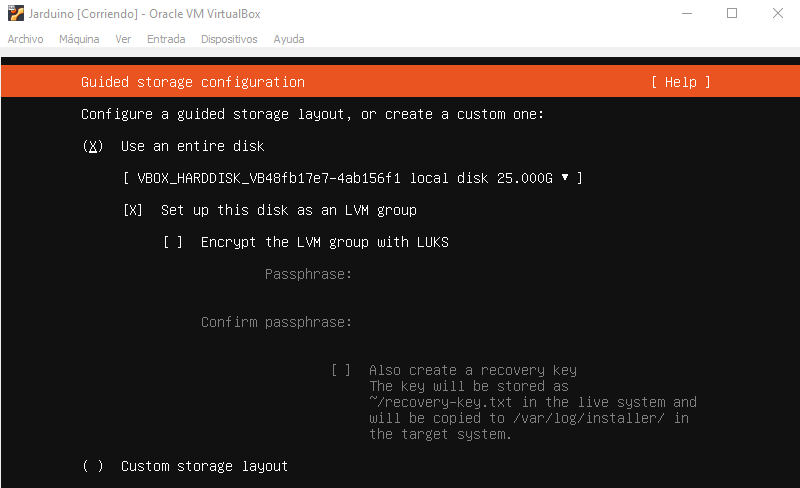 Jarduino [Corriendo] - Oracle VM VirtualBox
Archivo Máquina Ver Entrada Dispositivos Ayuda
Guided storage configuration [ Help ]
Configure a guided storage layout, or create a custom one:
(X) Use an entire disk
[ VBOX_HARDDISK_VB48fb17e7-4ab156f1 local disk 25.000G ▾ ]
[X] Set up this disk as an LVM group
[ ] Encrypt the LVM group with LUKS
Passphrase:
Confirm passphrase:
[ ] Also create a recovery key
The key will be stored as
~/recovery-key.txt in the live system and
will be copied to /var/log/installer/ in
the target system.
( ) Custom storage layout